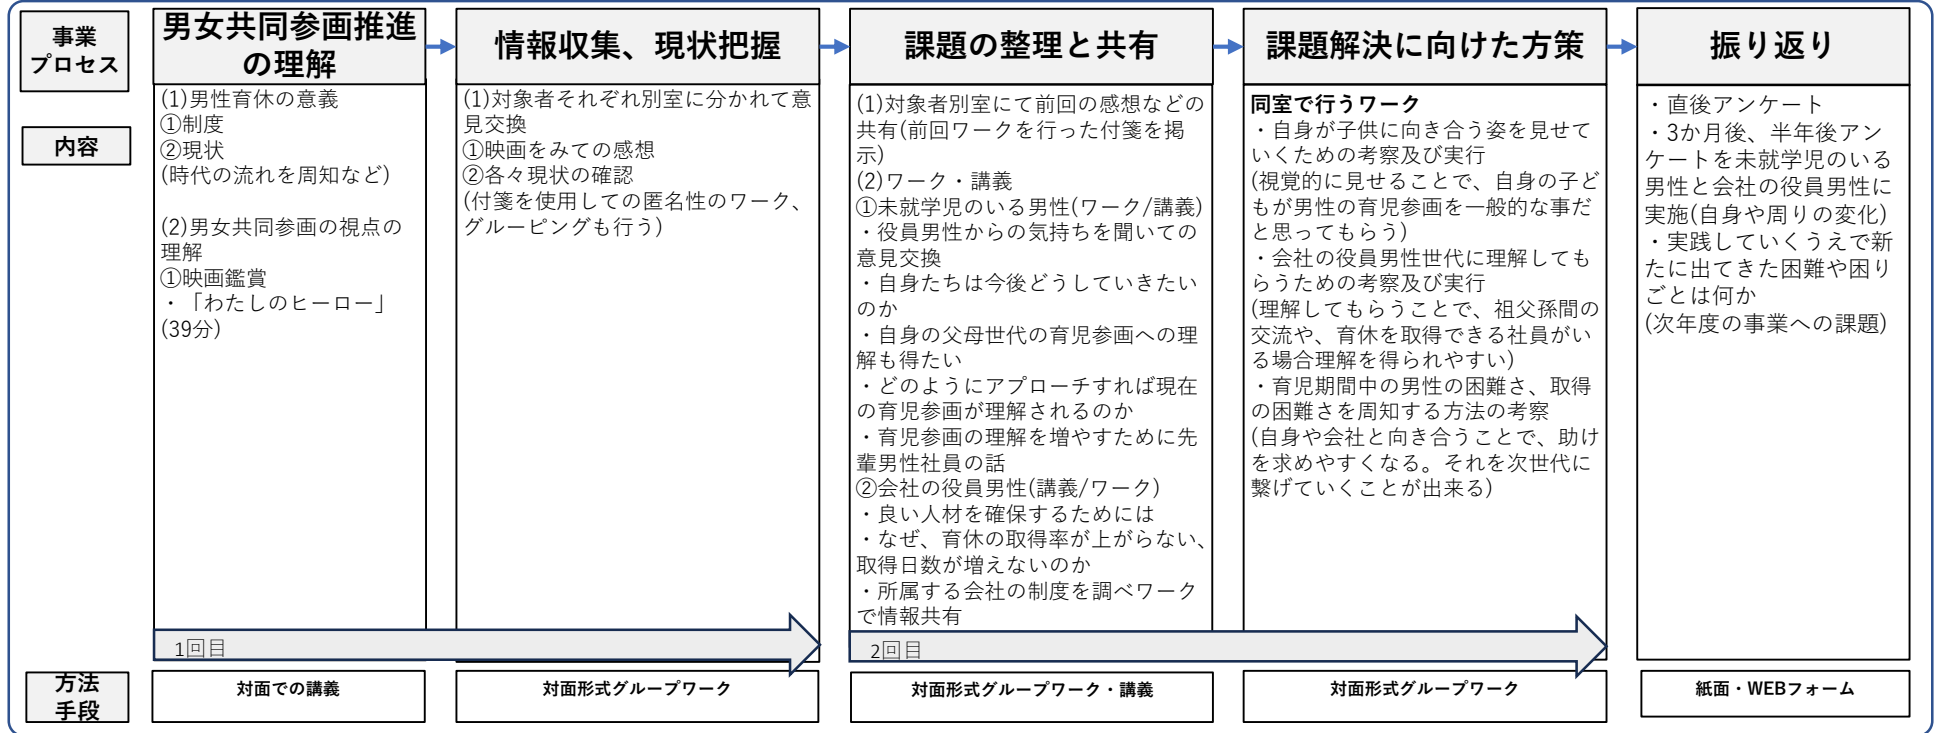 事業
プロセス
男女共同参画推進
の理解
情報収集、現状把握
課題の整理と共有
課題解決に向けた方策
振り返り
内容
(1)男性育休の意義
①制度
②現状
(時代の流れを周知など)
(2)男女共同参画の視点の
理解
①映画鑑賞
・「わたしのヒーロー」
(39分)
(1)対象者それぞれ別室に分かれて意
見交換
①映画をみての感想
②各々現状の確認
(付箋を使用しての匿名性のワーク、
グルーピングも行う)
(1)対象者別室にて前回の感想などの
共有(前回ワークを行った付箋を掲
示)
(2)ワーク・講義
①未就学児のいる男性(ワーク/講義)
・役員男性からの気持ちを聞いての
意見交換
・自身たちは今後どうしていきたい
のか
・自身の父母世代の育児参画への理
解も得たい
・どのようにアプローチすれば現在
の育児参画が理解されるのか
・育児参画の理解を増やすために先
輩男性社員の話
②会社の役員男性(講義/ワーク)
・良い人材を確保するためには
・なぜ、育休の取得率が上がらない、
取得日数が増えないのか
・所属する会社の制度を調べワーク
で情報共有
同室で行うワーク
・自身が子供に向き合う姿を見せて
いくための考察及び実行
(視覚的に見せることで、自身の子ど
もが男性の育児参画を一般的な事だ
と思ってもらう)
・会社の役員男性世代に理解しても
らうための考察及び実行
(理解してもらうことで、祖父孫間の
交流や、育休を取得できる社員がい
る場合理解を得られやすい)
・育児期間中の男性の困難さ、取得
の困難さを周知する方法の考察
(自身や会社と向き合うことで、助け
を求めやすくなる。それを次世代に
繋げていくことが出来る)
・直後アンケート
・3か月後、半年後アン
ケートを未就学児のいる
男性と会社の役員男性に
実施(自身や周りの変化)
・実践していくうえで新
たに出てきた困難や困り
ごとは何か
(次年度の事業への課題)
1回目
2回目
方法
手段
対面での講義
対面形式グループワーク
対面形式グループワーク・講義
対面形式グループワーク
紙面・WEBフォーム